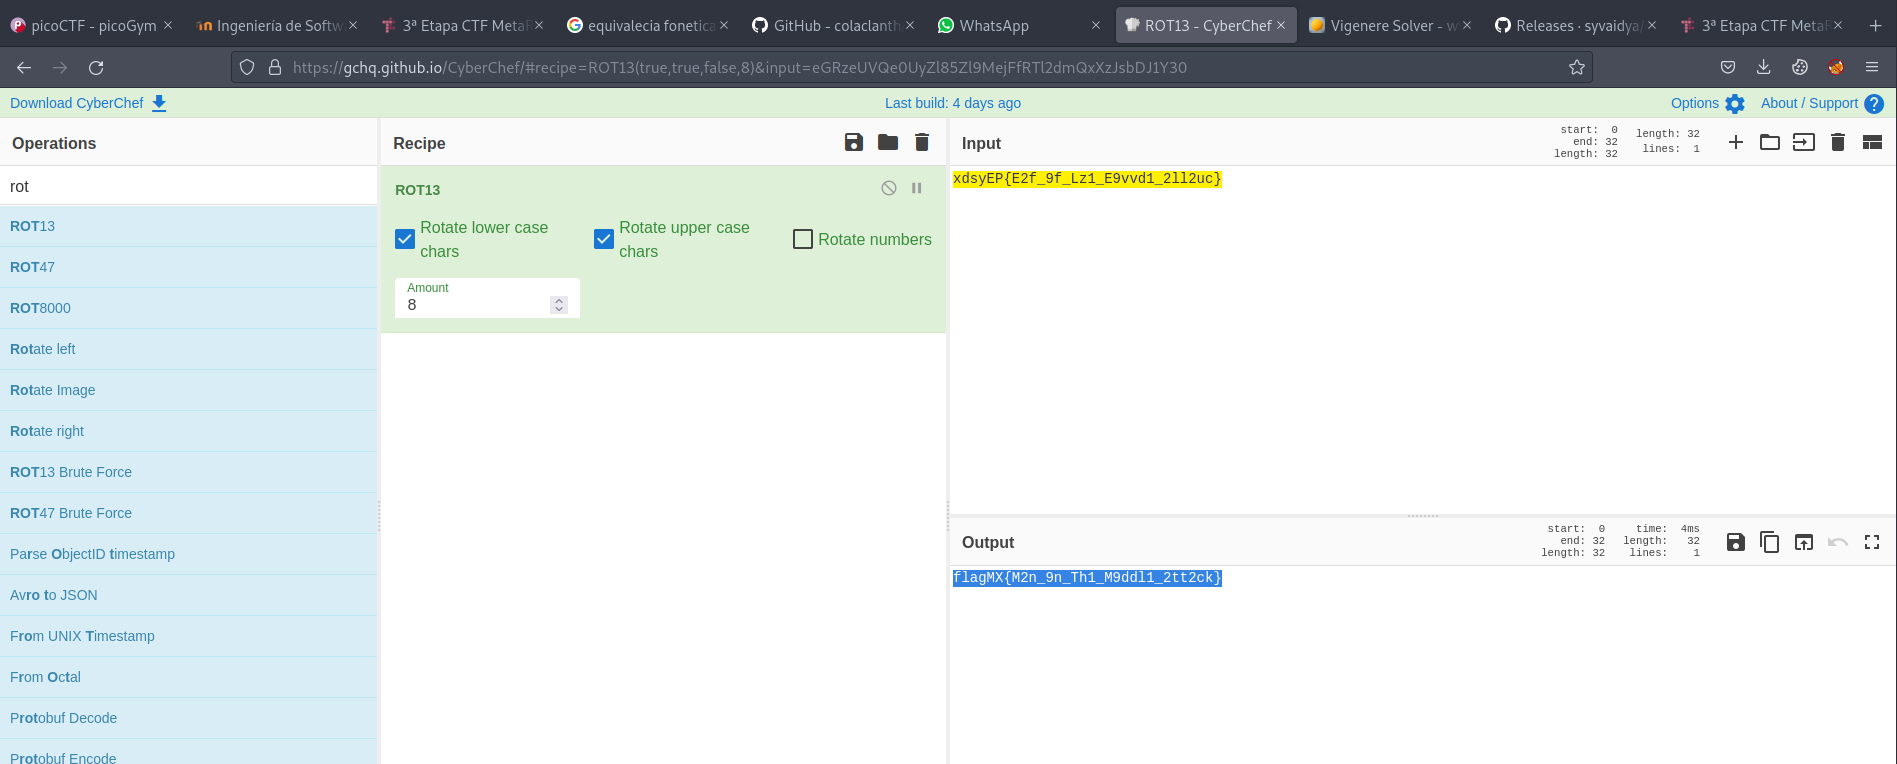 picoCTF - picoGym
Ingeniería de Softw
3ª Etapa CTF MetaR
equivalecia fonetica
GitHub - colaclanth
WhatsApp
ROT13 - CyberChef
Vigenere Solver - w
Releases · syvaidya/
3ª Etapa CTF MetaR
https://gchq.github.io/CyberChef/#recipe=ROT13(true,true,false,8)&input=eGRzeUVQe0UyZl85Zl9MejFfRTl2dmQxXzJsbDJ1Y30
Download CyberChef
Last build: 4 days ago
Options
About / Support
Operations
rot
ROT13
ROT47
ROT8000
Rotate left
Rotate Image
Rotate right
ROT13 Brute Force
ROT47 Brute Force
Parse ObjectID timestamp
Avro to JSON
From UNIX Timestamp
From Octal
Protobuf Decode
Protobuf Encode
Recipe
ROT13
Rotate lower case chars
Rotate upper case chars
Rotate numbers
Amount
8
Input
start: 0
end: 32
length: 32
length: 32
lines: 1
xdsyEP{E2f_9f_Lz1_E9vvd1_2ll2uc}
Output
start: 0
end: 32
length: 32
time: 4ms
length: 32
lines: 1
flagMX{M2n_9n_Th1_M9ddl1_2tt2ck}